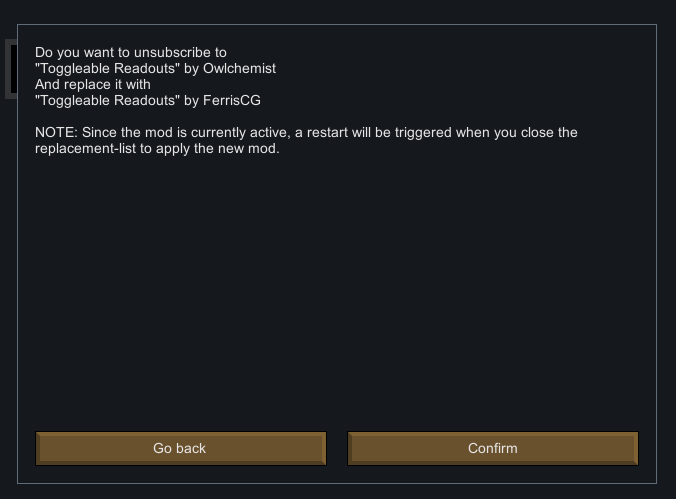 Do you want to unsubscribe to
"Toggleable Readouts" by Owlchemist
And replace it with
"Toggleable Readouts" by FerrisCG
NOTE: Since the mod is currently active, a restart will be triggered when you close the
replacement-list to apply the new mod.
Go back
Confirm